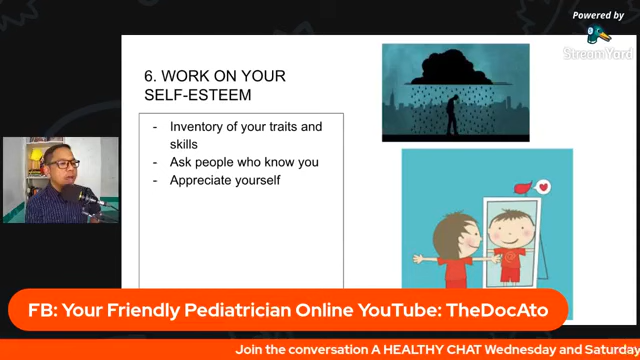 Powered by
StreamYard
6. WORK ON YOUR
SELF-ESTEEM
- Inventory of your traits and
skills
- Ask people who know you
- Appreciate yourself
FB: Your Friendly Pediatrician Online YouTube: TheDocAto
Join the conversation A HEALTHY CHAT Wednesday and Saturday